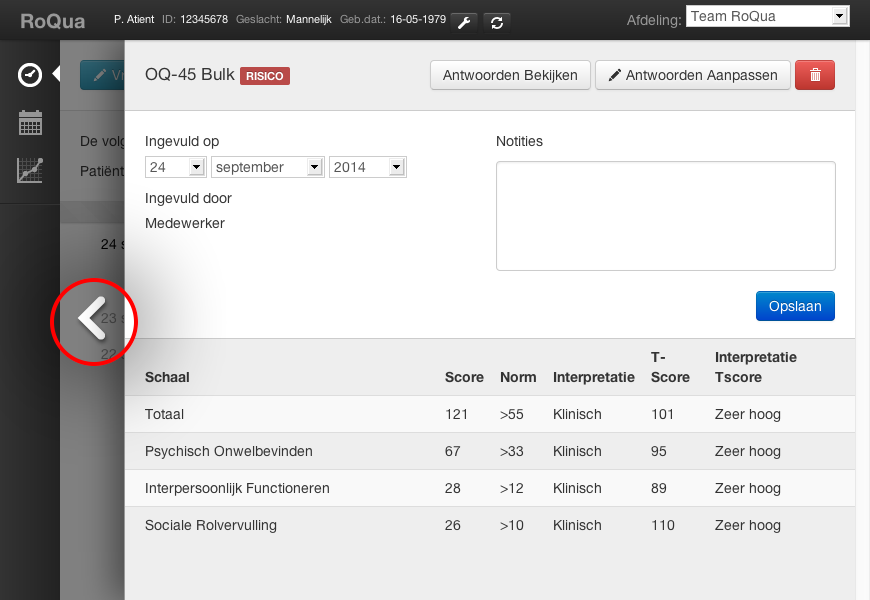 RoQua P. Atient ID: 12345678 Geslacht: Mannelijk Geb.dat.: 16-05-1979 Afdeling: Team RoQua
OQ-45 Bulk RISICO Antwoorden Bekijken Antwoorden Aanpassen
De volg
Patiënt
24 s
23 s
22
Ingevuld op Notities
24 september 2014
Ingevuld door
Medewerker
Opslaan
Schaal Score Norm Interpretatie T-Score Interpretatie Tscore
Totaal 121 >55 Klinisch 101 Zeer hoog
Psychisch Onwelbevinden 67 >33 Klinisch 95 Zeer hoog
Interpersoonlijk Functioneren 28 >12 Klinisch 89 Zeer hoog
Sociale Rolvervulling 26 >10 Klinisch 110 Zeer hoog